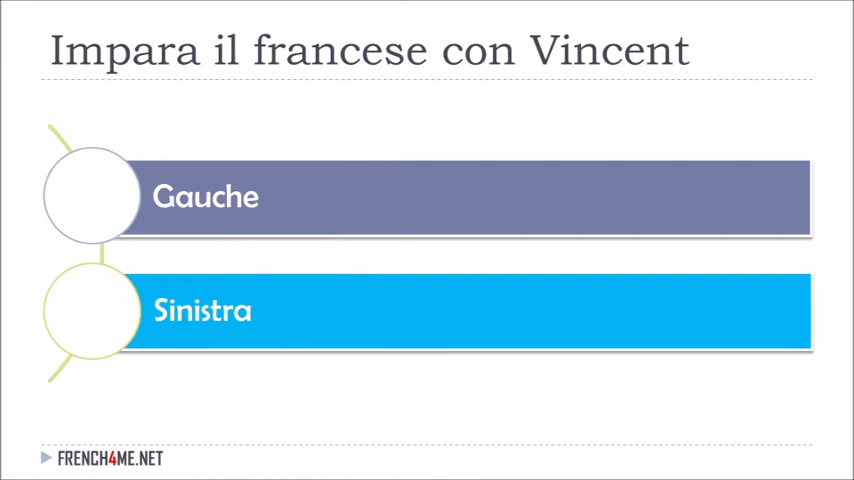 Impara il francese con Vincent
Gauche
Sinistra
FRENCH4ME.NET